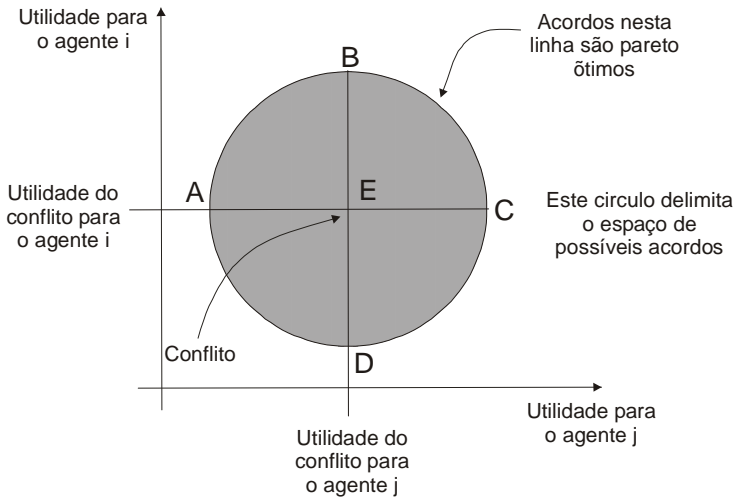 Utilidade para
o agente i
Acordos nesta
linha são pareto
õtimos
B
Utilidade do
conflito para
o agente i
A
E
C
Este circulo delimita
o espaço de
possíveis acordos
Conflito
D
Utilidade para
o agente j
Utilidade do
conflito para
o agente j